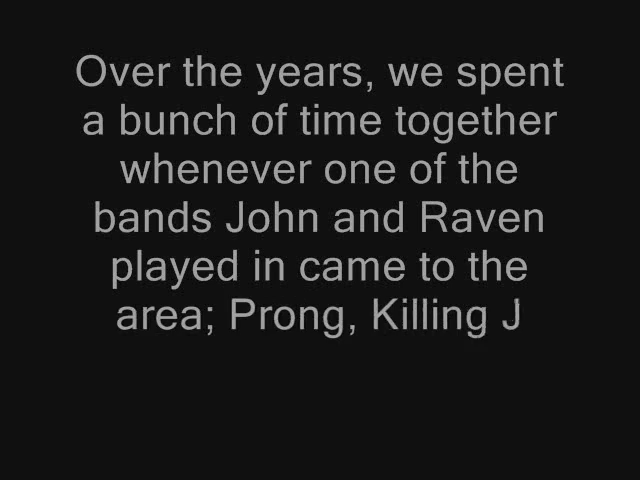 Over the years, we spent
a bunch of time together
whenever one of the
bands John and Raven
played in came to the
area; Prong, Killing J